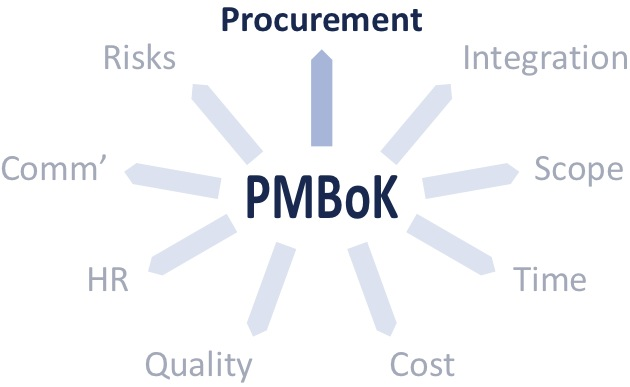 Procurement
Risks
Integration
Comm’
PMBoK
Scope
HR
Time
Quality
Cost